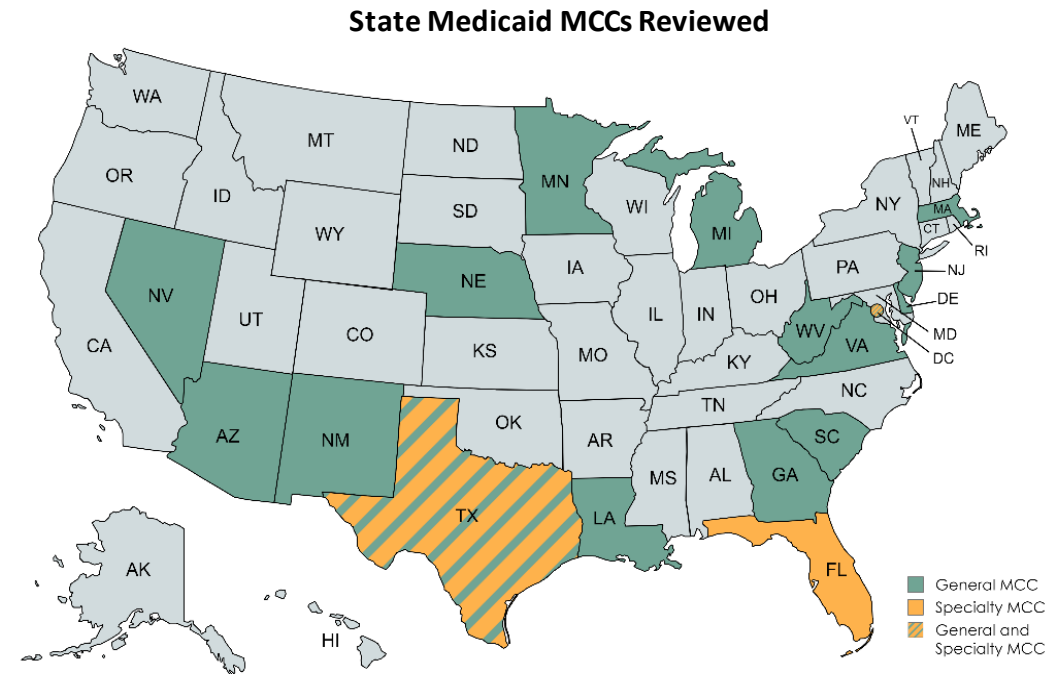 State Medicaid MCCs Reviewed
WA
MT
ND
MN
VT
ME
OR
ID
SD
WI
NH
NY
MA
WY
MI
CT
RI
IA
PA
NJ
NE
NV
OH
DE
UT
IL
IN
CO
WV
MD
CA
KS
MO
VA
DC
KY
NC
TN
OK
AZ
NM
AR
SC
MS
AL
GA
TX
LA
AK
FL
HI
General MCC
Specialty MCC
General and
Specialty MCC